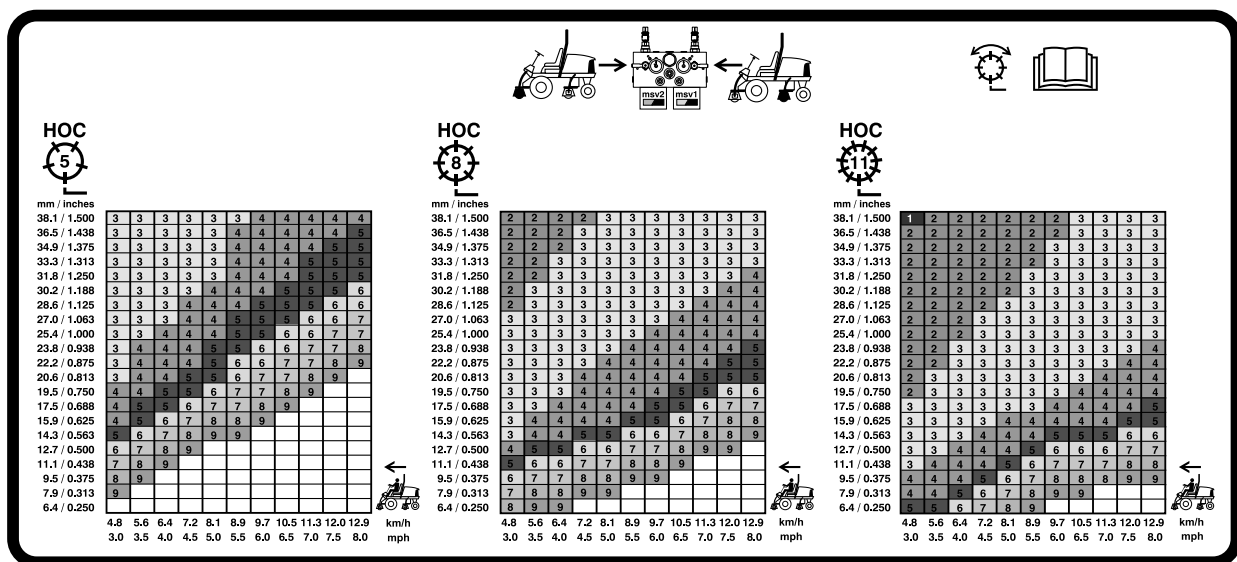 msv2 msv1
HOC
5
mm / inches
38.1 / 1.500 3 3 3 3 3 3 4 4 4 4 4
36.5 / 1.438 3 3 3 3 3 4 4 4 4 4 5
34.9 / 1.375 3 3 3 3 3 4 4 4 4 5 5
33.3 / 1.313 3 3 3 3 3 4 4 4 5 5 5
31.8 / 1.250 3 3 3 3 3 4 4 4 5 5 5
30.2 / 1.188 3 3 3 3 4 4 4 5 5 5 6
28.6 / 1.125 3 3 3 4 4 4 5 5 5 6 6
27.0 / 1.063 3 3 3 4 4 5 5 5 6 6 7
25.4 / 1.000 3 3 4 4 4 5 5 6 6 7 7
23.8 / 0.938 3 4 4 4 5 5 6 6 7 7 8
22.2 / 0.875 3 4 4 4 5 6 6 7 7 8 9
20.6 / 0.813 3 4 4 5 5 6 7 7 8 9
19.5 / 0.750 4 4 5 5 6 7 7 8 9
17.5 / 0.688 4 5 5 6 7 7 8 9
15.9 / 0.625 4 5 6 7 7 8 9
14.3 / 0.563 5 6 7 8 9 9
12.7 / 0.500 6 7 8 9
11.1 / 0.438 7 8 9
9.5 / 0.375 8 9
7.9 / 0.313 9
6.4 / 0.250
4.8 5.6 6.4 7.2 8.1 8.9 9.7 10.5 11.3 12.0 12.9 km/h
3.0 3.5 4.0 4.5 5.0 5.5 6.0 6.5 7.0 7.5 8.0 mph
HOC
8
mm / inches
38.1 / 1.500 2 2 2 2 3 3 3 3 3 3 3
36.5 / 1.438 2 2 2 3 3 3 3 3 3 3 3
34.9 / 1.375 2 2 2 3 3 3 3 3 3 3 3
33.3 / 1.313 2 2 3 3 3 3 3 3 3 3 3
31.8 / 1.250 2 2 3 3 3 3 3 3 3 3 4
30.2 / 1.188 2 3 3 3 3 3 3 3 3 4 4
28.6 / 1.125 2 3 3 3 3 3 3 3 4 4 4
27.0 / 1.063 3 3 3 3 3 3 3 4 4 4 4
25.4 / 1.000 3 3 3 3 3 3 4 4 4 4 4
23.8 / 0.938 3 3 3 3 3 4 4 4 4 4 5
22.2 / 0.875 3 3 3 3 4 4 4 4 4 5 5
20.6 / 0.813 3 3 3 4 4 4 4 4 5 5 5
19.5 / 0.750 3 3 3 4 4 4 4 5 5 6 6
17.5 / 0.688 3 3 4 4 4 4 5 5 6 7 7
15.9 / 0.625 3 4 4 4 4 5 5 6 7 8 8
14.3 / 0.563 3 4 4 5 5 6 6 7 8 8 9
12.7 / 0.500 4 5 5 6 6 7 7 8 9 9
11.1 / 0.438 5 6 6 7 7 8 8 9
9.5 / 0.375 6 7 7 8 8 9 9
7.9 / 0.313 7 8 8 9 9
6.4 / 0.250 8 9 9
4.8 5.6 6.4 7.2 8.1 8.9 9.7 10.5 11.3 12.0 12.9 km/h
3.0 3.5 4.0 4.5 5.0 5.5 6.0 6.5 7.0 7.5 8.0 mph
HOC
11
mm / inches
38.1 / 1.500 1 2 2 2 2 2 2 3 3 3 3
36.5 / 1.438 2 2 2 2 2 2 2 3 3 3 3
34.9 / 1.375 2 2 2 2 2 2 3 3 3 3 3
33.3 / 1.313 2 2 2 2 2 2 3 3 3 3 3
31.8 / 1.250 2 2 2 2 2 3 3 3 3 3 3
30.2 / 1.188 2 2 2 2 2 3 3 3 3 3 3
28.6 / 1.125 2 2 2 2 3 3 3 3 3 3 3
27.0 / 1.063 2 2 2 3 3 3 3 3 3 3 3
25.4 / 1.000 2 2 2 3 3 3 3 3 3 3 3
23.8 / 0.938 2 2 3 3 3 3 3 3 3 3 4
22.2 / 0.875 2 2 3 3 3 3 3 3 3 4 4
20.6 / 0.813 2 3 3 3 3 3 3 3 4 4 4
19.5 / 0.750 2 3 3 3 3 3 3 4 4 4 4
17.5 / 0.688 3 3 3 3 3 3 4 4 4 4 5
15.9 / 0.625 3 3 3 3 3 4 4 4 4 5 5
14.3 / 0.563 3 3 3 4 4 4 5 5 5 6 6
12.7 / 0.500 3 3 4 4 4 5 6 6 6 7 7
11.1 / 0.438 3 4 4 4 5 6 6 7 7 8 8
9.5 / 0.375 4 4 4 5 6 7 7 8 8 9 9
7.9 / 0.313 4 4 5 6 7 8 9 9
6.4 / 0.250 5 5 6 7 8 9
4.8 5.6 6.4 7.2 8.1 8.9 9.7 10.5 11.3 12.0 12.9 km/h
3.0 3.5 4.0 4.5 5.0 5.5 6.0 6.5 7.0 7.5 8.0 mph